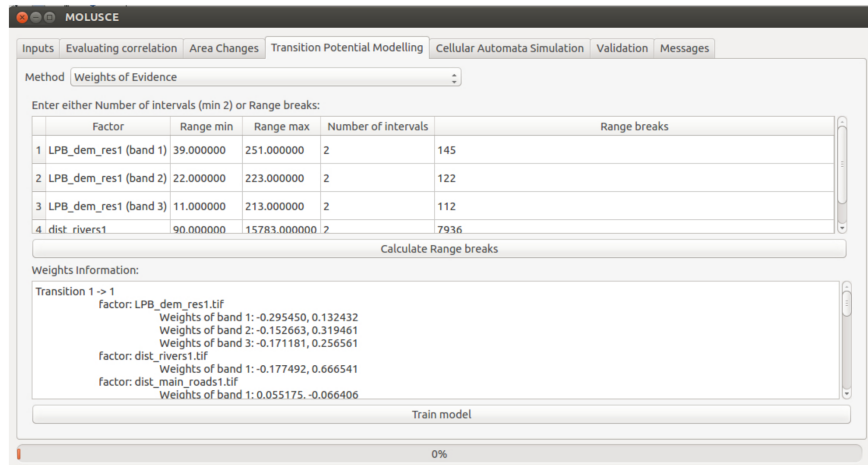 MOLUSCE
Inputs Evaluating correlation Area Changes Transition Potential Modelling Cellular Automata Simulation Validation Messages
Method Weights of Evidence
Enter either Number of intervals (min 2) or Range breaks:
Factor Range min Range max Number of intervals Range breaks
1 LPB_dem_res1 (band 1) 39.000000 251.000000 2 145
2 LPB_dem_res1 (band 2) 22.000000 223.000000 2 122
3 LPB_dem_res1 (band 3) 11.000000 213.000000 2 112
4 dist_rivers1 90.000000 15783.000000 2 7936
Calculate Range breaks
Weights Information:
Transition 1 -> 1
factor: LPB_dem_res1.tif
Weights of band 1: -0.295450, 0.132432
Weights of band 2: -0.152663, 0.319461
Weights of band 3: -0.171181, 0.256561
factor: dist_rivers1.tif
Weights of band 1: -0.177492, 0.666541
factor: dist_main_roads1.tif
Weights of band 1: 0.055175, -0.066406
Train model
0%